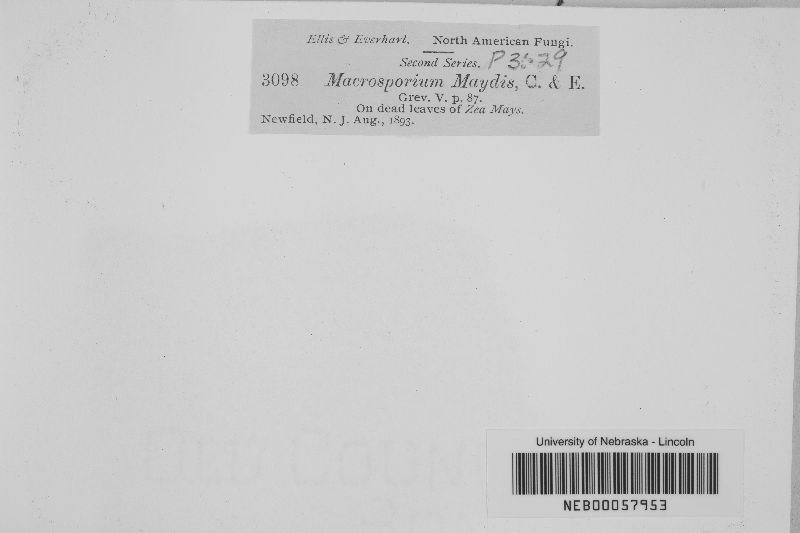 Ellis & Everhart. North American Fungi.
Second Series.
3098 Macrosporium Maydis, C. & E.
Grev. V. p. 87.
On dead leaves of Zea Mays.
Newfield, N. J. Aug., 1893.
University of Nebraska - Lincoln
NEB00057953